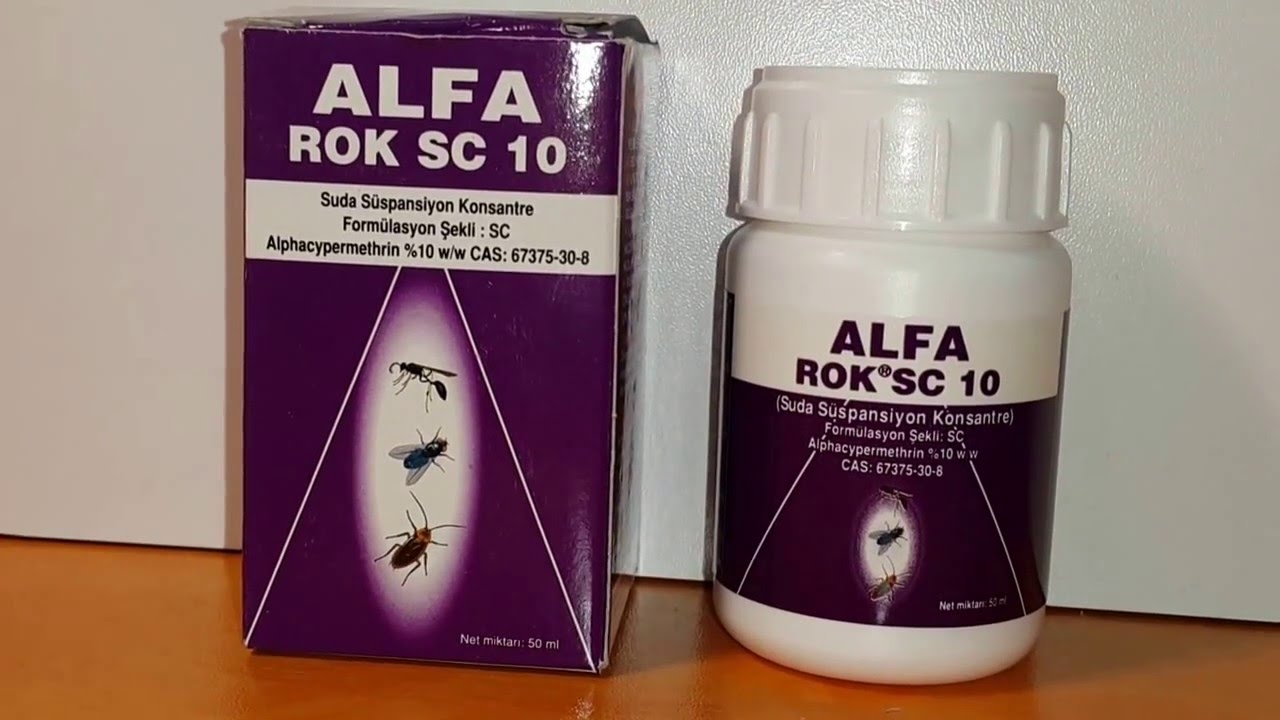 ALFA
ROK SC 10
Suda Süspansiyon Konsantre
Formülasyon Şekli : SC
Alphacypermethrin %10 w/w CAS: 67375-30-8
Net miktarı: 50 ml
ALFA
ROK® SC 10
(Suda Süspansiyon Konsantre)
Formülasyon Şekli: SC
Alphacypermethrin %10 w w
CAS: 67375-30-8
Net miktarı: 50 ml